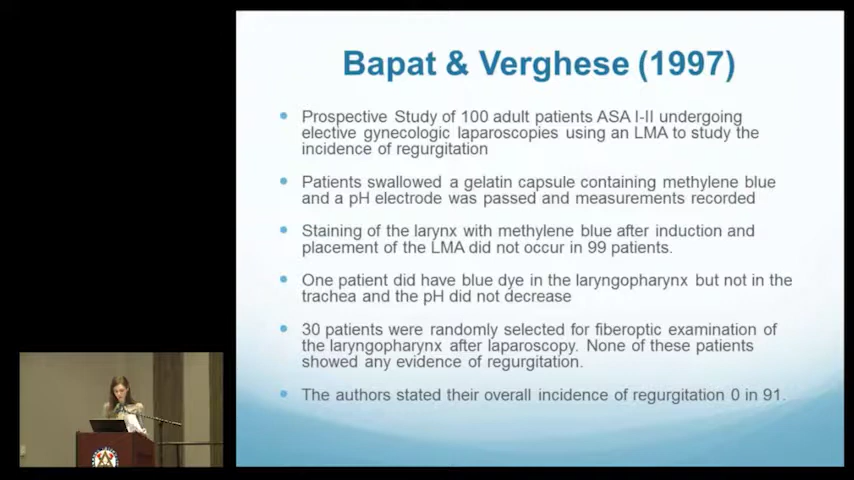 Bapat & Verghese (1997)
Prospective Study of 100 adult patients ASA I-II undergoing
elective gynecologic laparoscopies using an LMA to study the
incidence of regurgitation
Patients swallowed a gelatin capsule containing methylene blue
and a pH electrode was passed and measurements recorded
Staining of the larynx with methylene blue after induction and
placement of the LMA did not occur in 99 patients.
One patient did have blue dye in the laryngopharynx but not in the
trachea and the pH did not decrease
30 patients were randomly selected for fiberoptic examination of
the laryngopharynx after laparoscopy. None of these patients
showed any evidence of regurgitation.
The authors stated their overall incidence of regurgitation 0 in 91.